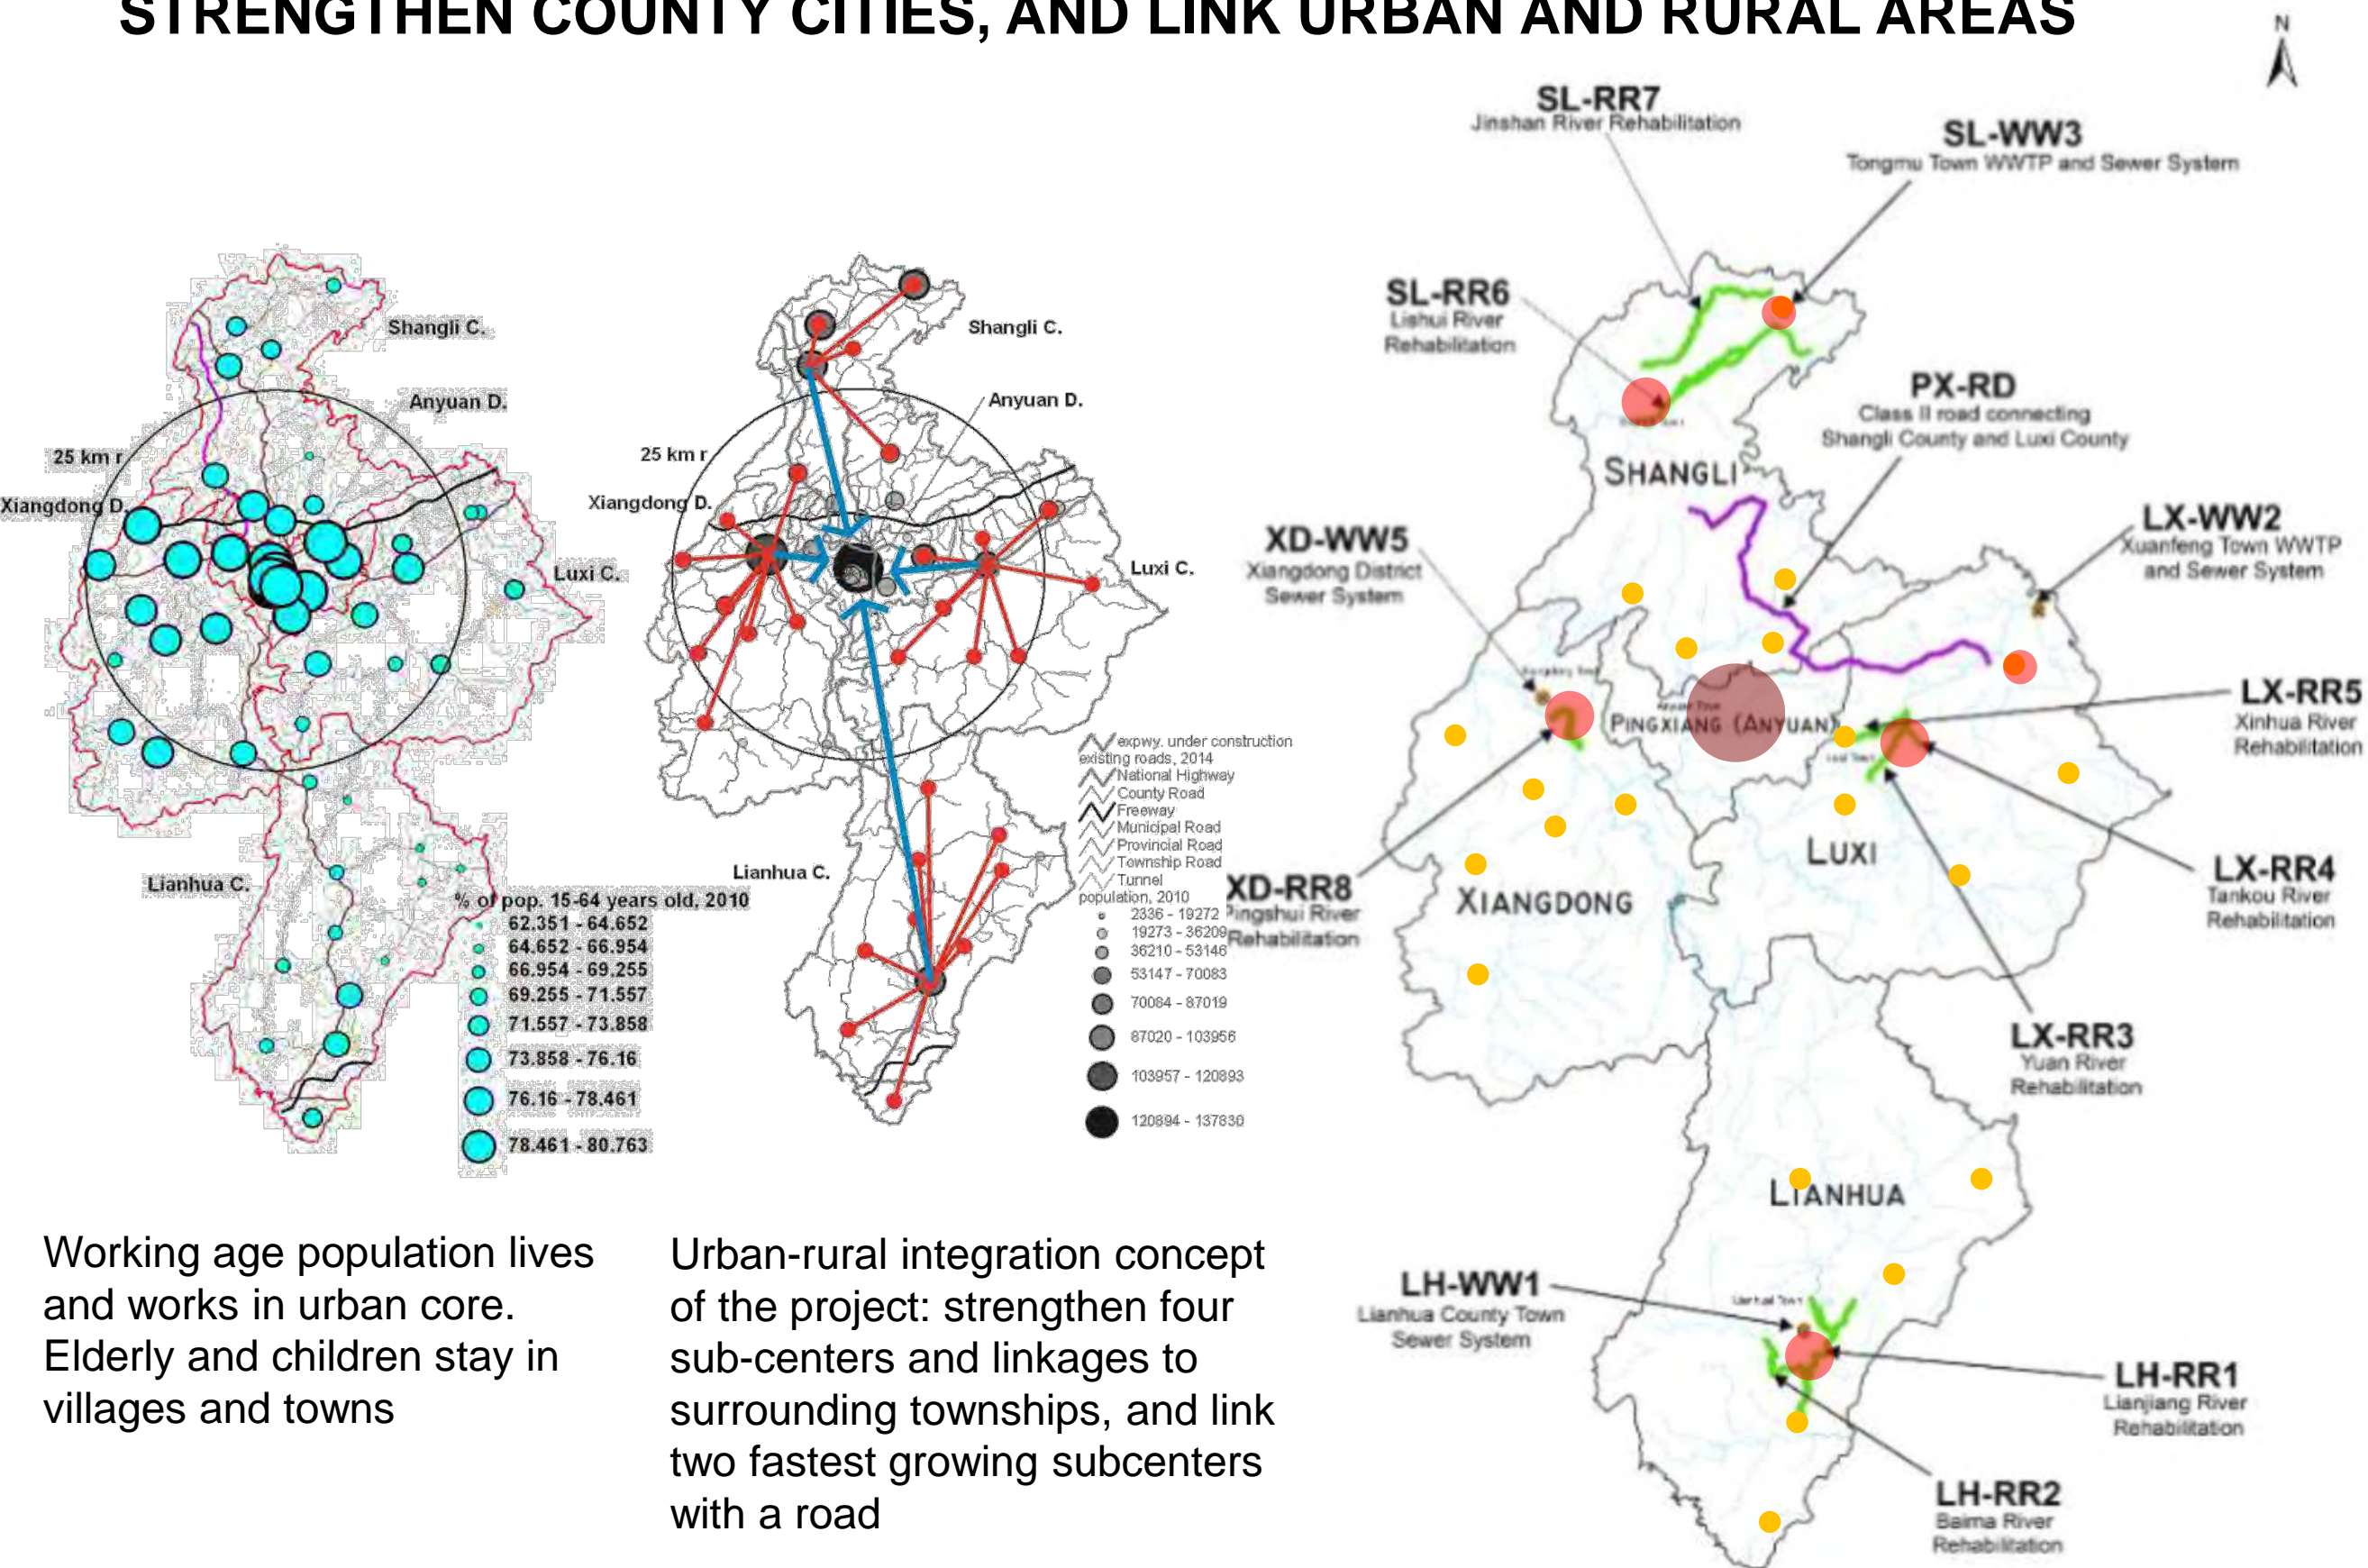 STRENGTHEN COUNTY CITIES, AND LINK URBAN AND RURAL AREAS
N
Shangli C.
Anyuan D.
25 km r
Xiangdong D.
Luxi C.
Lianhua C.
% of pop. 15-64 years old, 2010
62.351 - 64.652
64.652 - 66.954
66.954 - 69.255
69.255 - 71.557
71.557 - 73.858
73.858 - 76.16
76.16 - 78.461
78.461 - 80.763
Working age population lives
and works in urban core.
Elderly and children stay in
villages and towns
Shangli C.
Anyuan D.
25 km r
Xiangdong D.
Luxi C.
Lianhua C.
expwy. under construction
existing roads, 2014
National Highway
County Road
Freeway
Municipal Road
Provincial Road
Township Road
Tunnel
population, 2010
2336 - 19272
19273 - 36209
36210 - 53146
53147 - 70083
70084 - 87019
87020 - 103956
103957 - 120893
120894 - 137830
Urban-rural integration concept
of the project: strengthen four
sub-centers and linkages to
surrounding townships, and link
two fastest growing subcenters
with a road
SL-RR7
Jinshan River Rehabilitation
SL-WW3
Tongmu Town WWTP and Sewer System
SL-RR6
Lishui River
Rehabilitation
PX-RD
Class II road connecting
Shangli County and Luxi County
SHANGLI
LX-WW2
Xuanfeng Town WWTP
and Sewer System
XD-WW5
Xiangdong District
Sewer System
LX-RR5
Xinhua River
Rehabilitation
PINGXIANG (ANYUAN)
LUXI
XIANGDONG
XD-RR8
Pingshui River
Rehabilitation
LX-RR4
Tankou River
Rehabilitation
LX-RR3
Yuan River
Rehabilitation
LIANHUA
LH-WW1
Lianhua County Town
Sewer System
Lianhua Town
LH-RR1
Lianjiang River
Rehabilitation
LH-RR2
Baima River
Rehabilitation